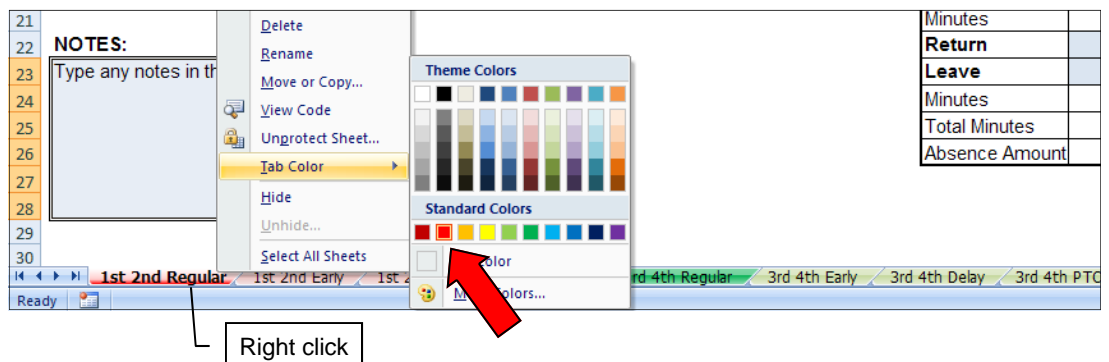 21
22
23
24
25
26
27
28
29
30
NOTES:
Type any notes in th
Delete
Rename
Move or Copy...
View Code
Unprotect Sheet...
Tab Color
Hide
Unhide...
Select All Sheets
Theme Colors
Standard Colors
olor
M Colors...
Minutes
Return
Leave
Minutes
Total Minutes
Absence Amount
1st 2nd Regular 1st 2nd Early 1st 2 rd 4th Regular 3rd 4th Early 3rd 4th Delay 3rd 4th PTC
Ready
Right click